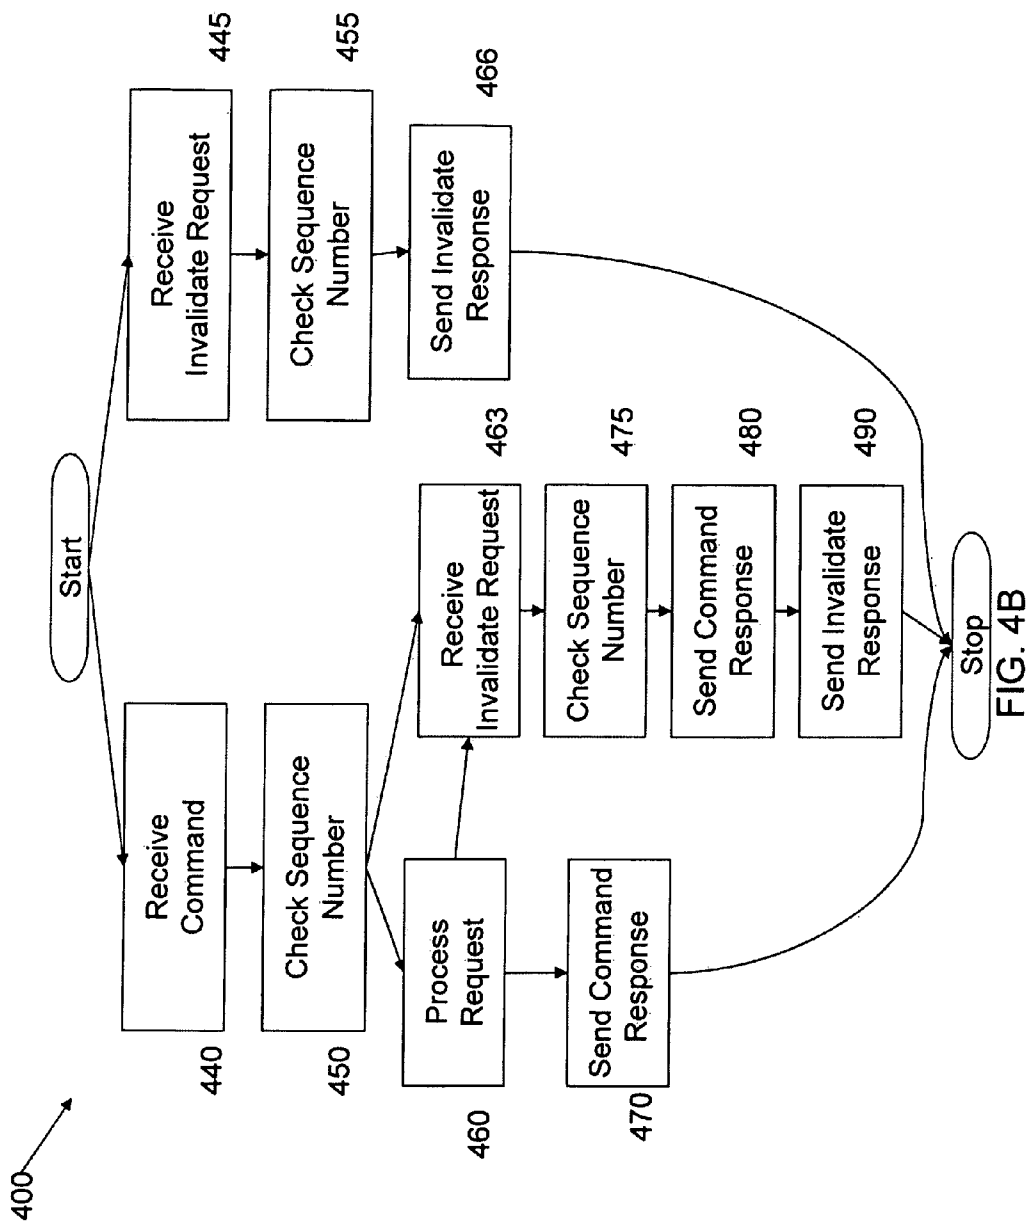 400
Start
Receive
Command
440
Receive
Invalidate Request
445
Check Sequence
Number
450
Check Sequence
Number
455
Process
Request
460
Receive
Invalidate Request
463
Send Invalidate
Response
466
Send Command
Response
470
Check Sequence
Number
475
Send Command
Response
480
Send Invalidate
Response
490
Stop
FIG. 4B